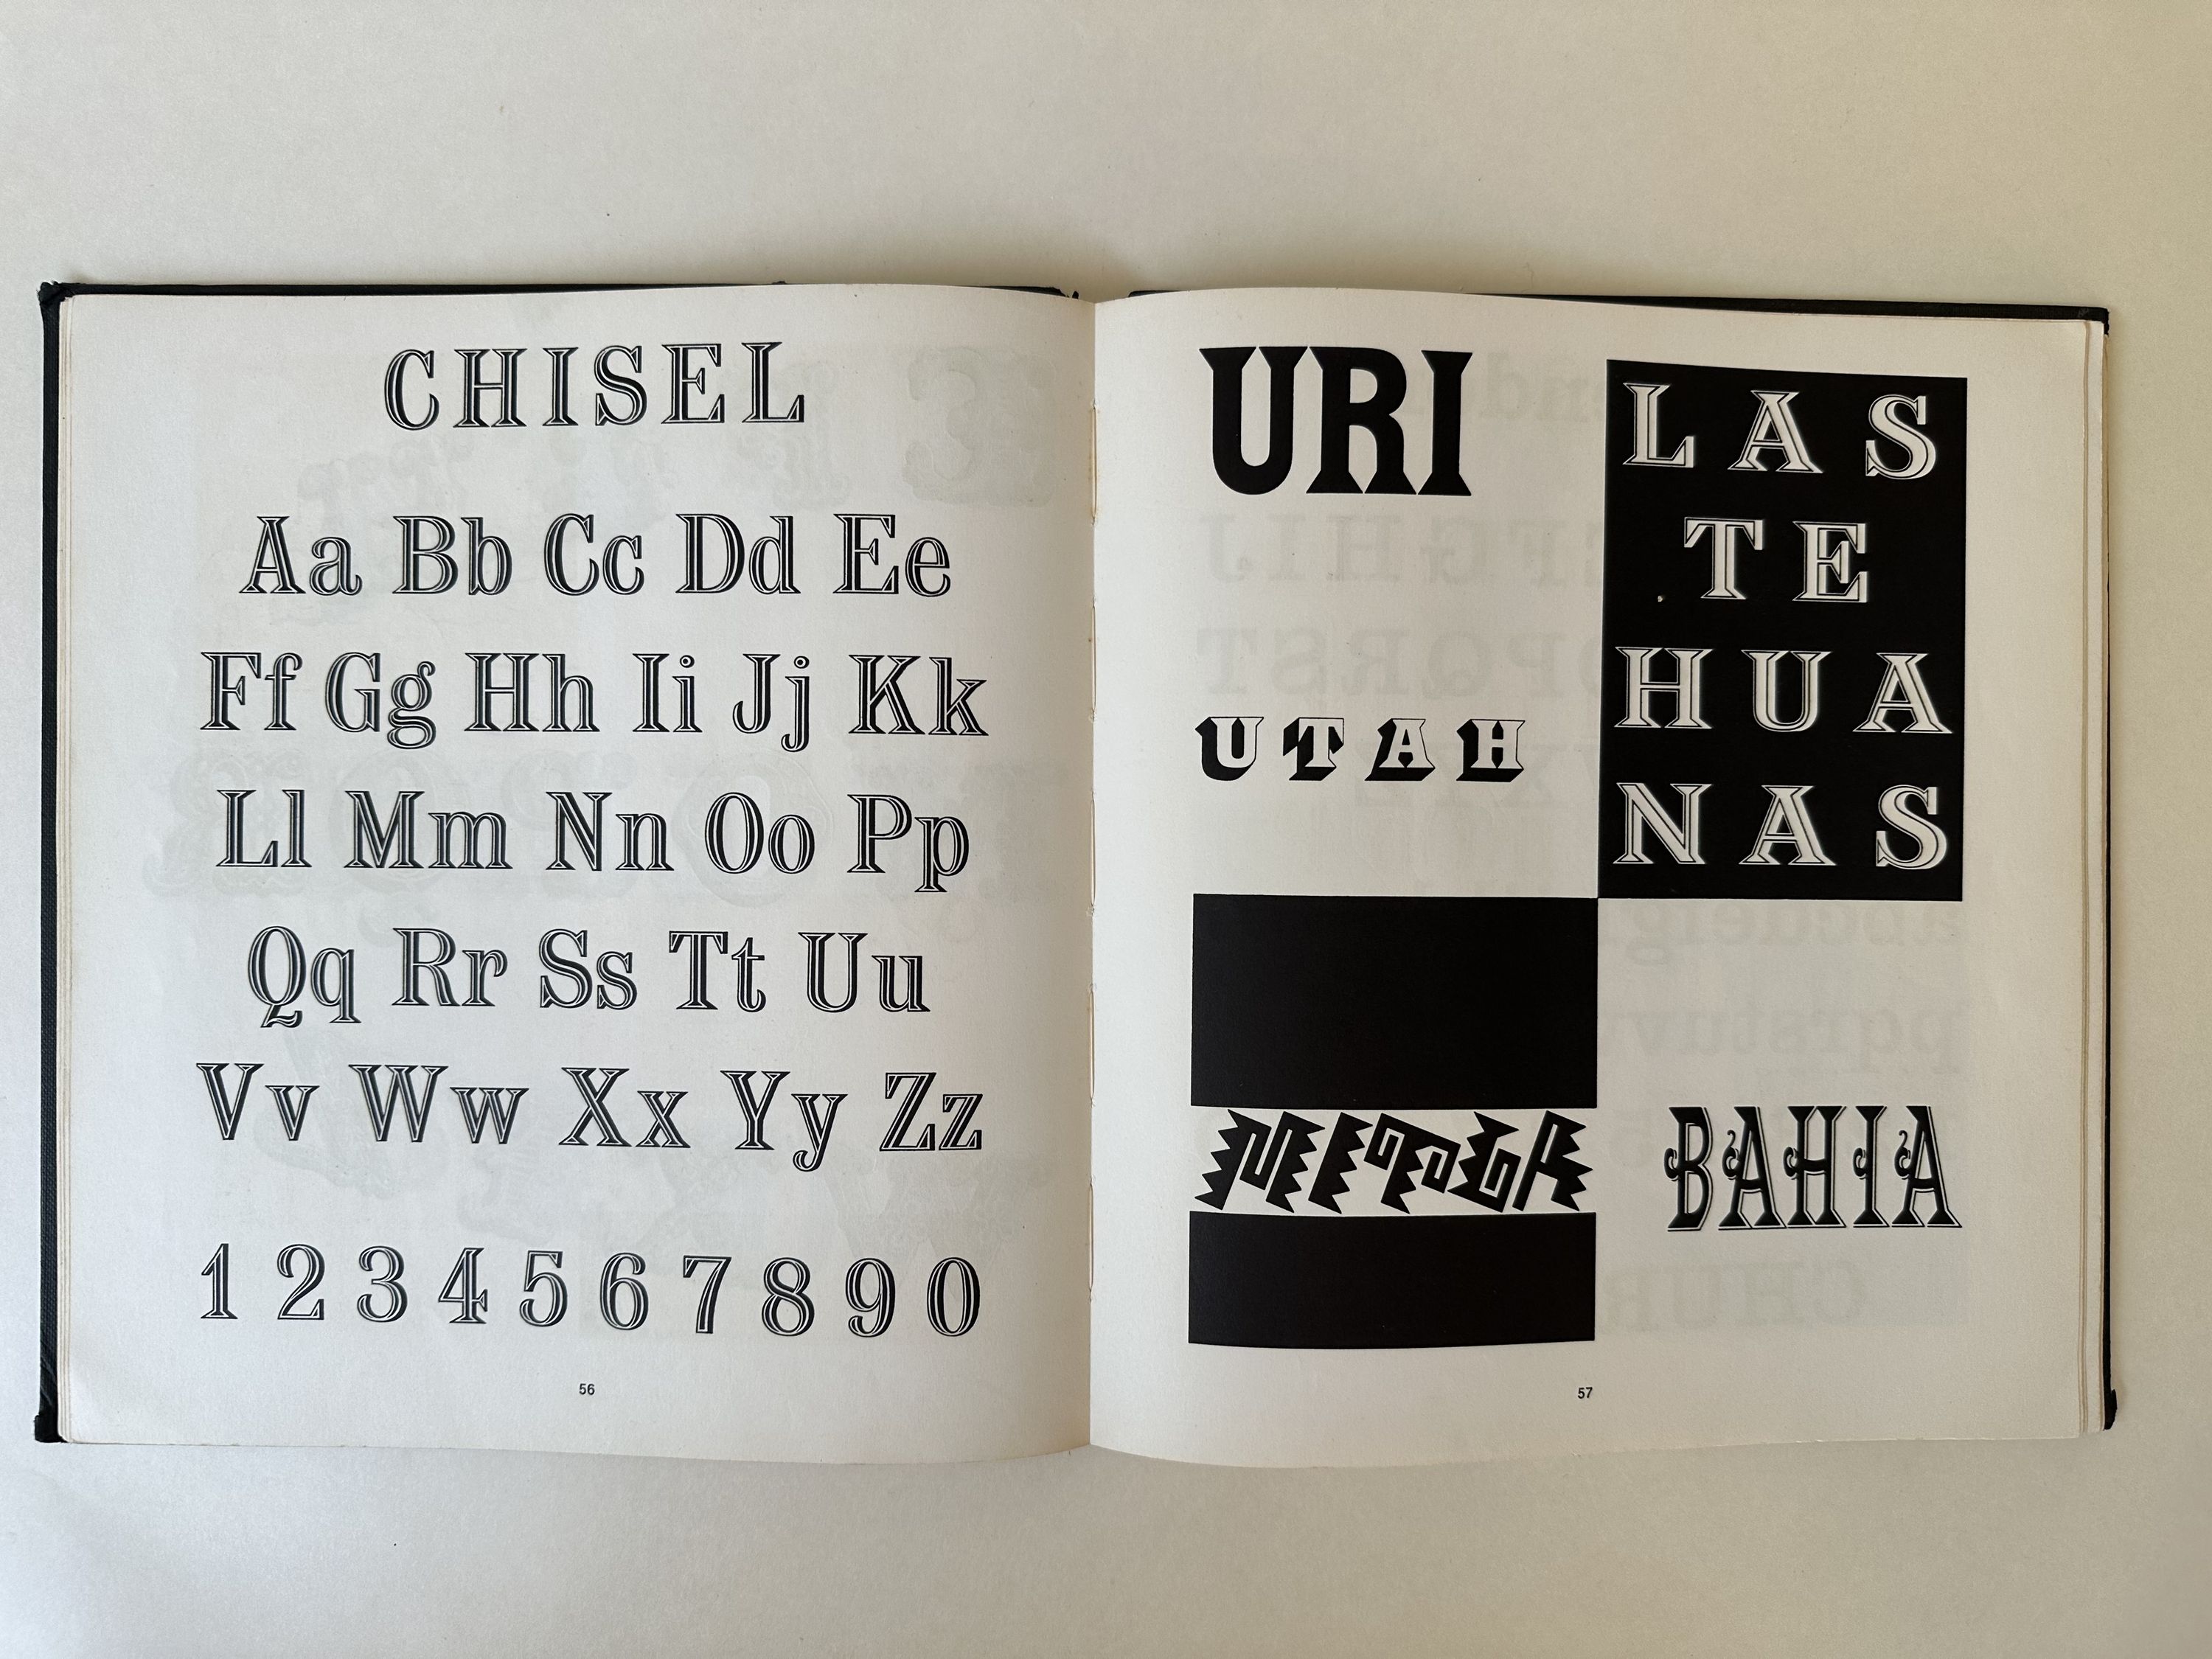 CHISEL
Aa Bb Cc Dd Ee
Ff Gg Hh Ii Jj Kk
Ll Mm Nn Oo Pp
Qq Rr Ss Tt Uu
Vv Ww Xx Yy Zz
1 2 3 4 5 6 7 8 9 0
56
URI
UTAH
LAS
TE
HUA
NAS
BAHIA
57